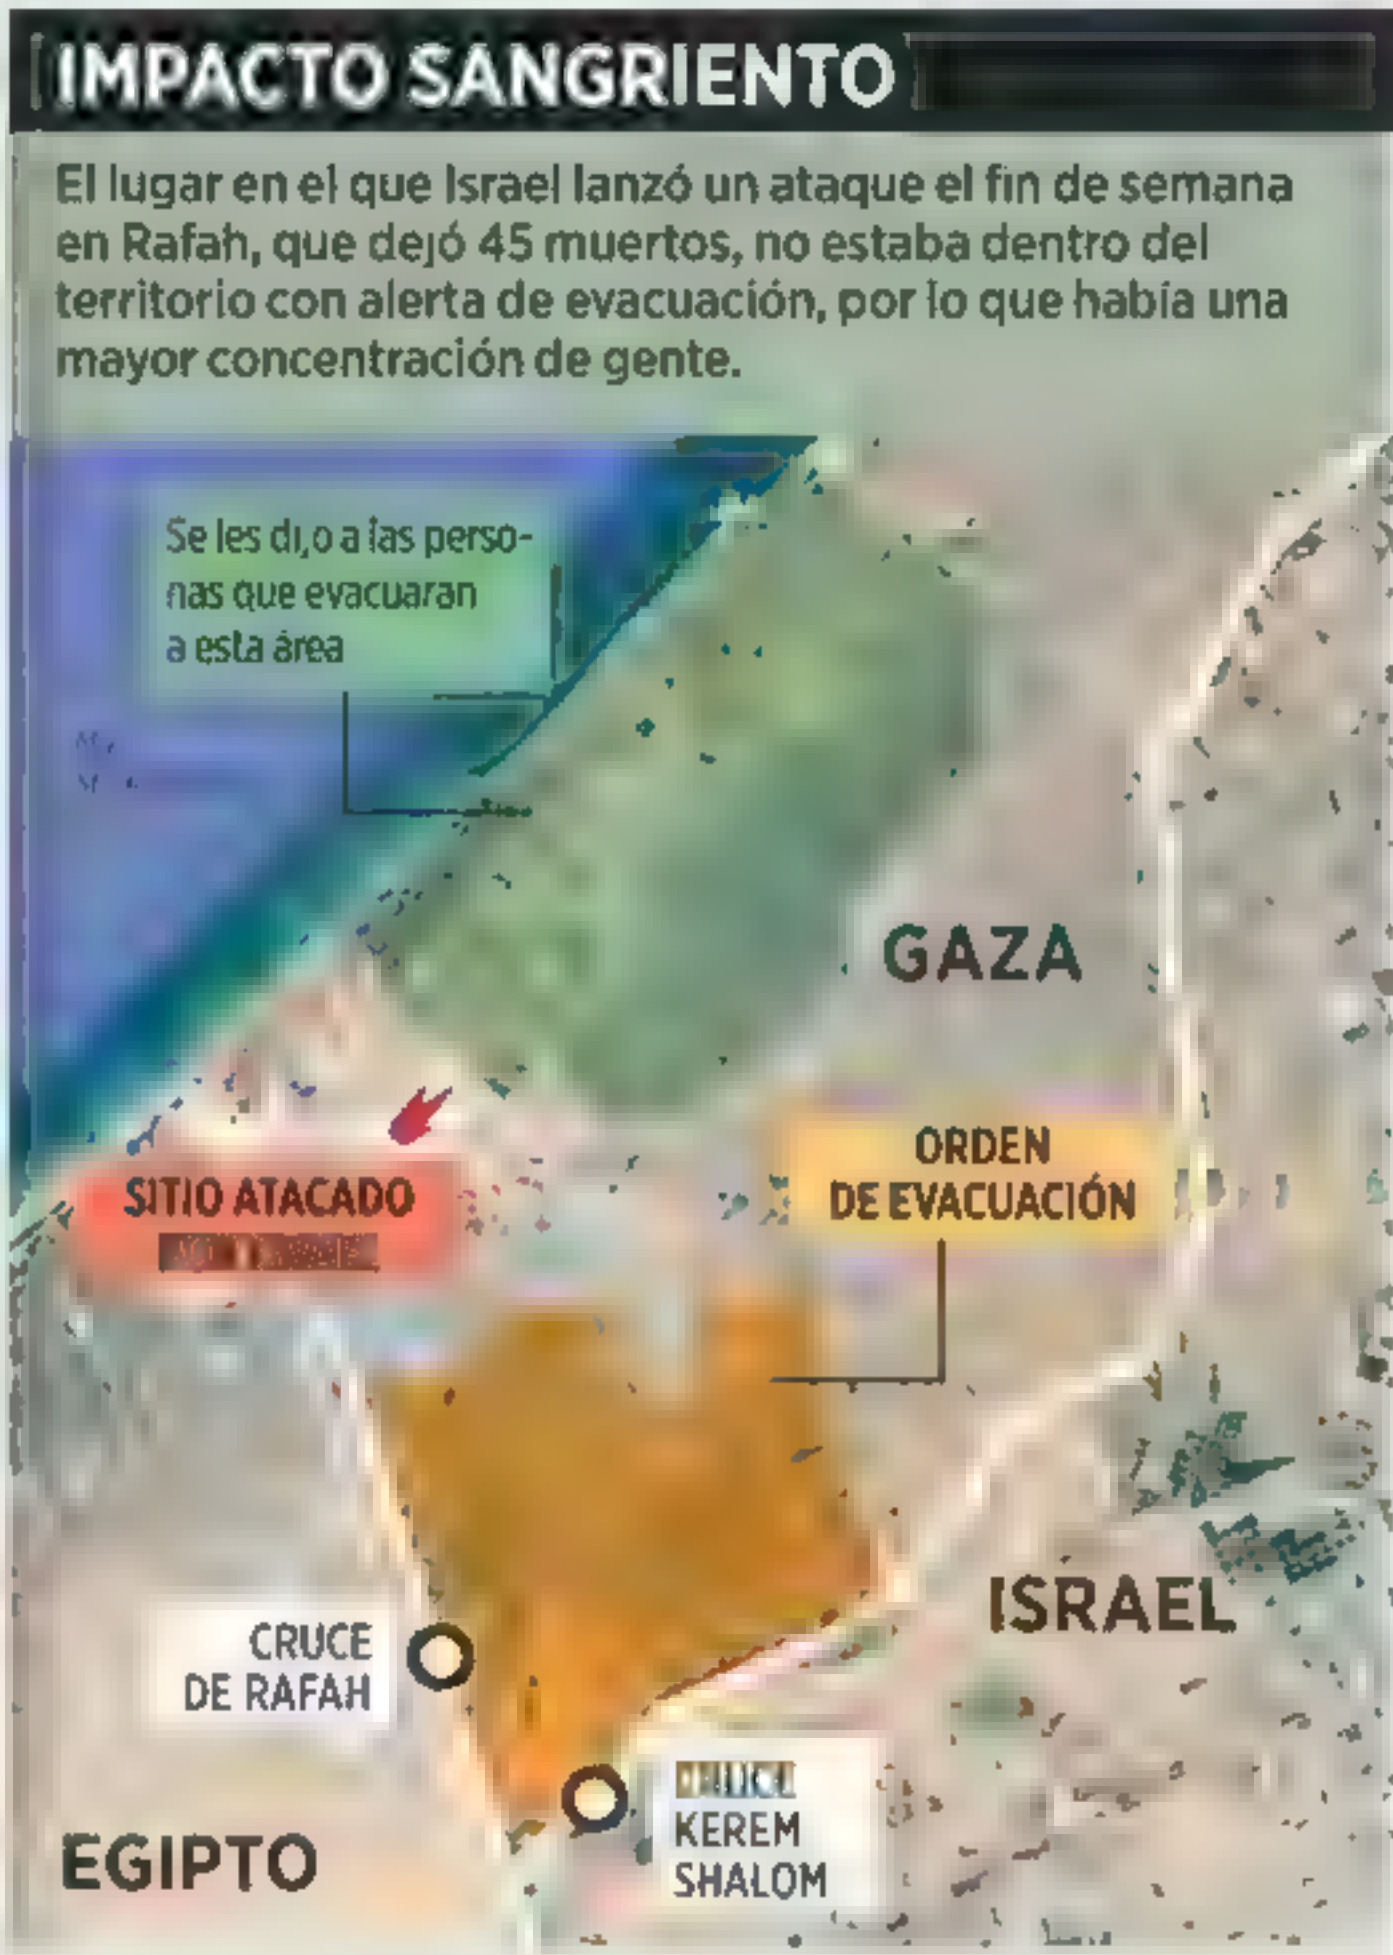 IMPACTO SANGRIENTO
El lugar en el que Israel lanzó un ataque el fin de semana
en Rafah, que dejó 45 muertos, no estaba dentro del
territorio con alerta de evacuación, por lo que había una
mayor concentración de gente.
Se les dijo a las perso-
nas que evacuaran
a esta área
GAZA
ORDEN
DE EVACUACIÓN
SITIO ATACADO
ISRAEL
CRUCE
DE RAFAH
KEREM
SHALOM
EGIPTO